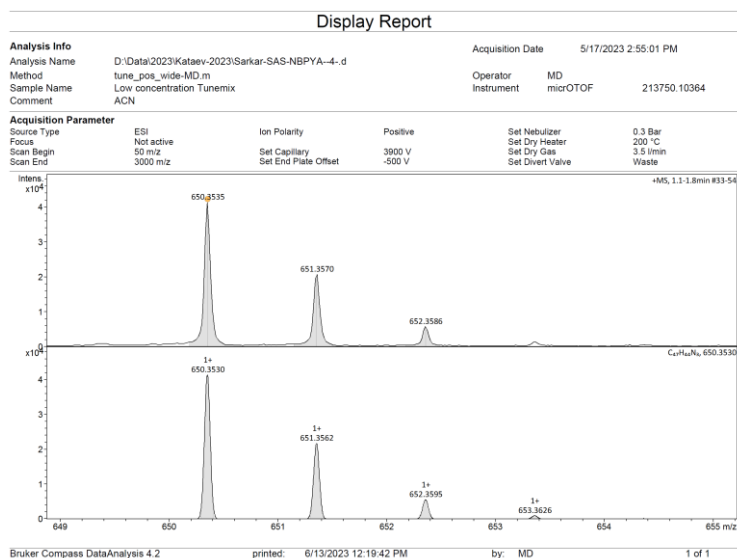 Display Report
Analysis Info
Acquisition Date 5/17/2023 2:55:01 PM
Analysis Name D:\Data\2023\Kataev-2023\Sarkar-SAS-NBPYA--4-.d
Method tune_pos_wide-MD.m Operator MD
Sample Name Low concentration Tunemix Instrument micrOTOF 213750.10364
Comment ACN
Acquisition Parameter
Source Type ESI Ion Polarity Positive Set Nebulizer 0.3 Bar
Focus Not active Set Dry Heater 200 °C
Scan Begin 50 m/z Set Capillary 3900 V Set Dry Gas 3.5 l/min
Scan End 3000 m/z Set End Plate Offset -500 V Set Divert Valve Waste
Intens.
x10⁴
+MS, 1.1-1.8min #33-54
650.3535
4
3
651.3570
2
652.3586
1
0
x10⁴
1+
650.3530
4
3
1+
651.3562
2
1+
652.3595
1
1+
653.3626
0
649 650 651 652 653 654 655 m/z
Bruker Compass DataAnalysis 4.2 printed: 6/13/2023 12:19:42 PM by: MD 1 of 1